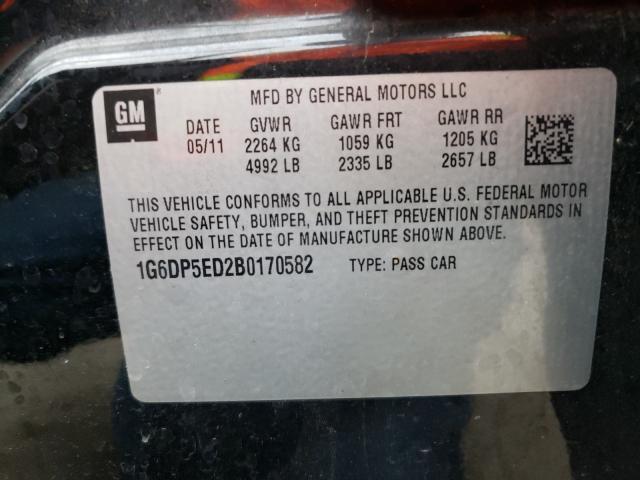 GM ®
MFD BY GENERAL MOTORS LLC
DATE GVWR GAWR FRT GAWR RR
05/11 2264 KG 1059 KG 1205 KG
4992 LB 2335 LB 2657 LB
THIS VEHICLE CONFORMS TO ALL APPLICABLE U.S. FEDERAL MOTOR
VEHICLE SAFETY, BUMPER, AND THEFT PREVENTION STANDARDS IN
EFFECT ON THE DATE OF MANUFACTURE SHOWN ABOVE.
1G6DP5ED2B0170582 TYPE: PASS CAR